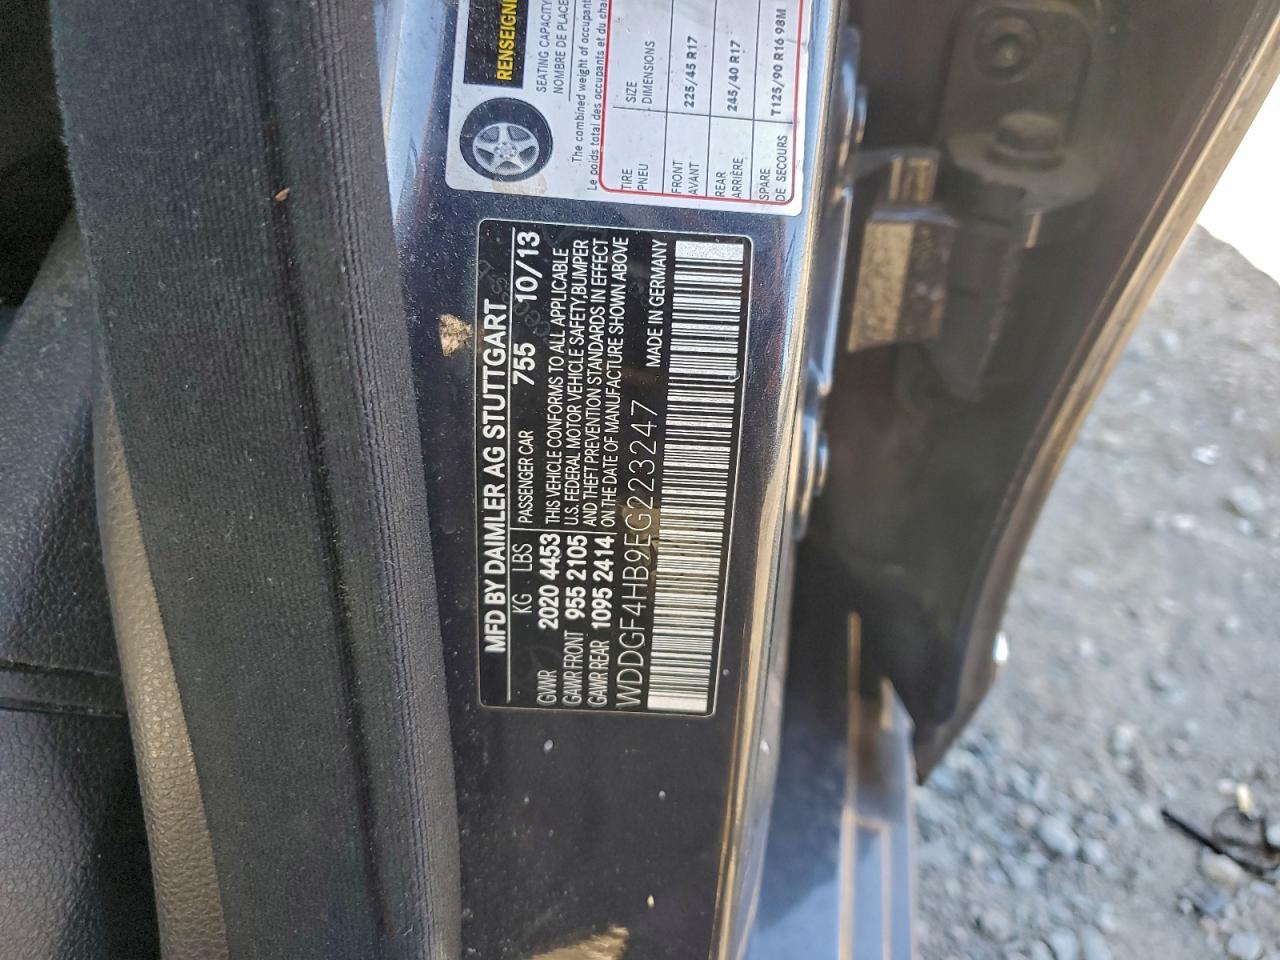 RENSEIGN
SEATING CAPACITY
NOMBRE DE PLACE
The combined weight of occupan
Le poids total des occupants et du cha
TIRE SIZE
PNEU DIMENSIONS
FRONT 225/45 R17
AVANT
REAR 245/40 R17
ARRIÈRE
SPARE T125/90 R16 98M
DE SECOURS
MFD BY DAIMLER AG STUTTGART
KG LBS PASSENGER CAR 755 10/13
GVWR 2020 4453 THIS VEHICLE CONFORMS TO ALL APPLICABLE
GAWR FRONT 955 2105 U.S. FEDERAL MOTOR VEHICLE SAFETY,BUMPER
GAWR REAR 1095 2414 AND THEFT PREVENTION STANDARDS IN EFFECT
ON THE DATE OF MANUFACTURE SHOWN ABOVE
WDDGF4HB9EG223247 MADE IN GERMANY